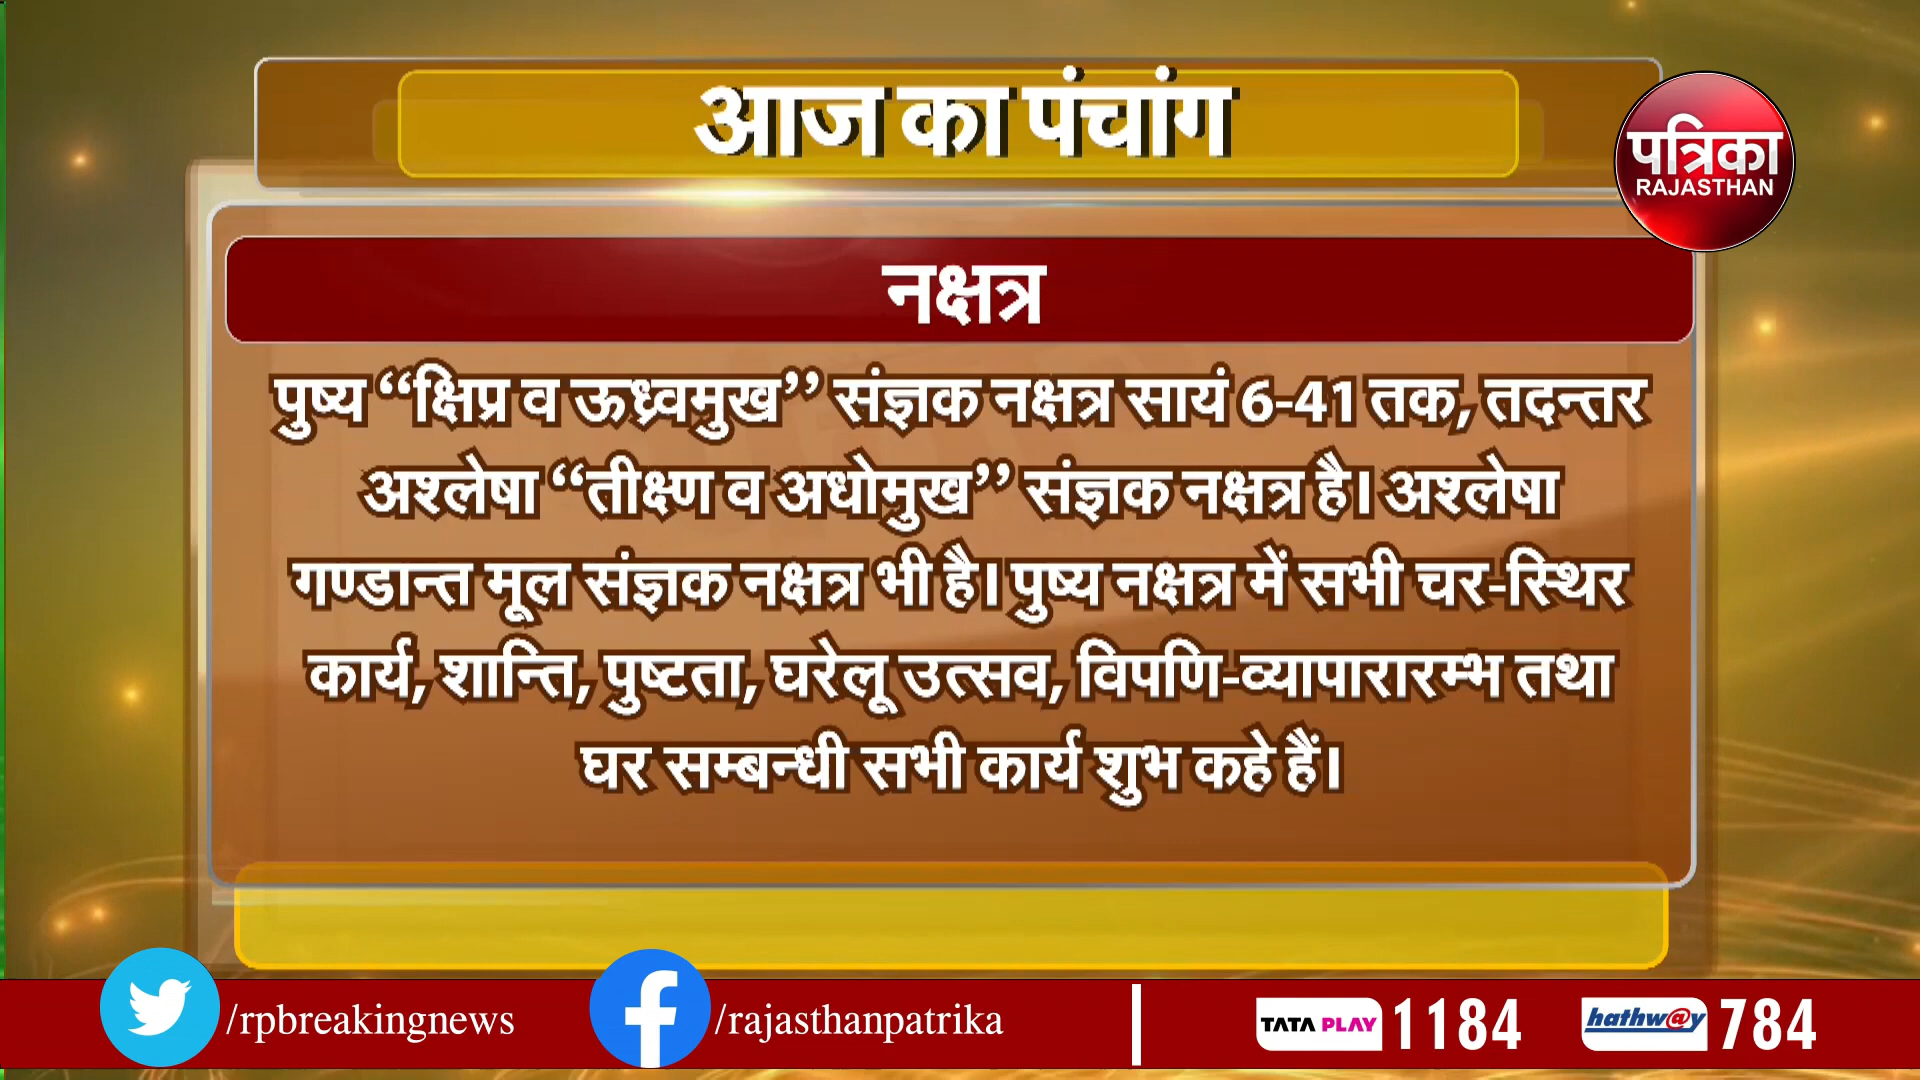 आज का पंचांग
पत्रिका
RAJASTHAN
नक्षत्र
पुष्य “क्षिप्र व ऊध्र्वमुख” संज्ञक नक्षत्र सायं 6-41 तक, तदन्तर
अश्लेषा “तीक्ष्ण व अधोमुख” संज्ञक नक्षत्र है। अश्लेषा
गण्डान्त मूल संज्ञक नक्षत्र भी है। पुष्य नक्षत्र में सभी चर-स्थिर
कार्य, शान्ति, पुष्टता, घरेलू उत्सव, विपणि-व्यापारारम्भ तथा
घर सम्बन्धी सभी कार्य शुभ कहे हैं।
/rpbreakingnews /rajasthanpatrika TATA PLAY 1184 hathw@y 784